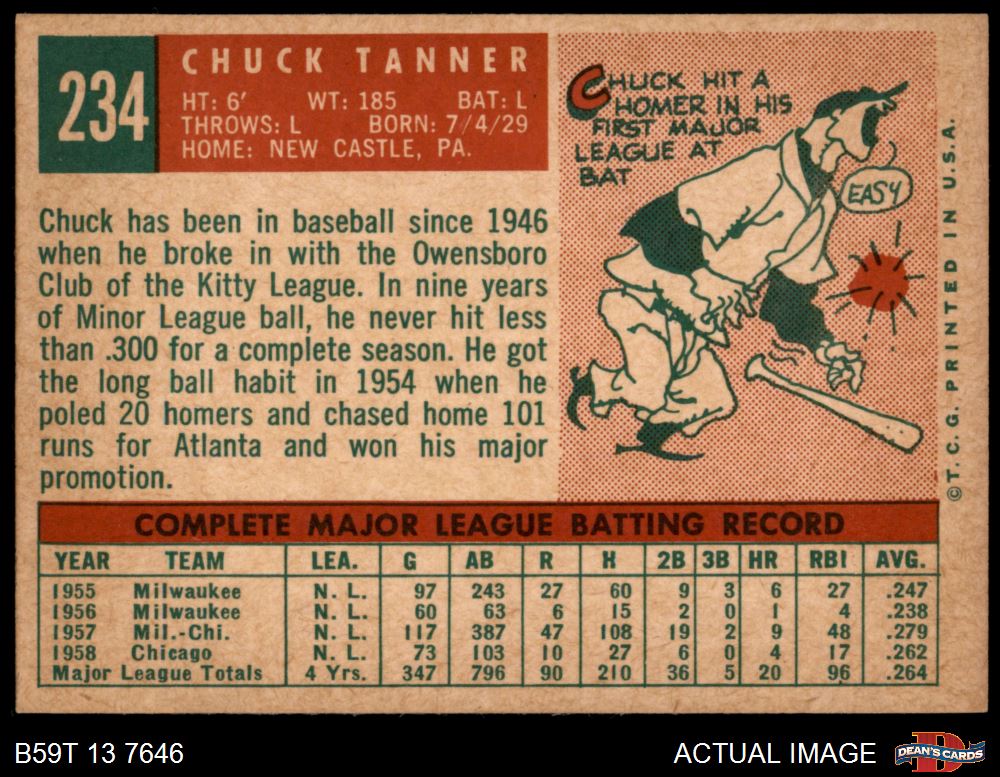 234
CHUCK TANNER
HT: 6' WT: 185 BAT: L
THROWS: L BORN: 7/4/29
HOME: NEW CASTLE, PA.
CHUCK HIT A
HOMER IN HIS
FIRST MAJOR
LEAGUE AT
BAT
EASY
Chuck has been in baseball since 1946
when he broke in with the Owensboro
Club of the Kitty League. In nine years
of Minor League ball, he never hit less
than .300 for a complete season. He got
the long ball habit in 1954 when he
poled 20 homers and chased home 101
runs for Atlanta and won his major
promotion.
©T.C.G. PRINTED IN U.S.A.
COMPLETE MAJOR LEAGUE BATTING RECORD
YEAR TEAM LEA. G AB R H 2B 3B HR RBI AVG.
1955 Milwaukee N. L. 97 243 27 60 9 3 6 27 .247
1956 Milwaukee N. L. 60 63 6 15 2 0 1 4 .238
1957 Mil.-Chi. N. L. 117 387 47 108 19 2 9 48 .279
1958 Chicago N. L. 73 103 10 27 6 0 4 17 .262
Major League Totals 4 Yrs. 347 796 90 210 36 5 20 96 .264
B59T 13 7646
ACTUAL IMAGE
D
DEAN'S CARDS